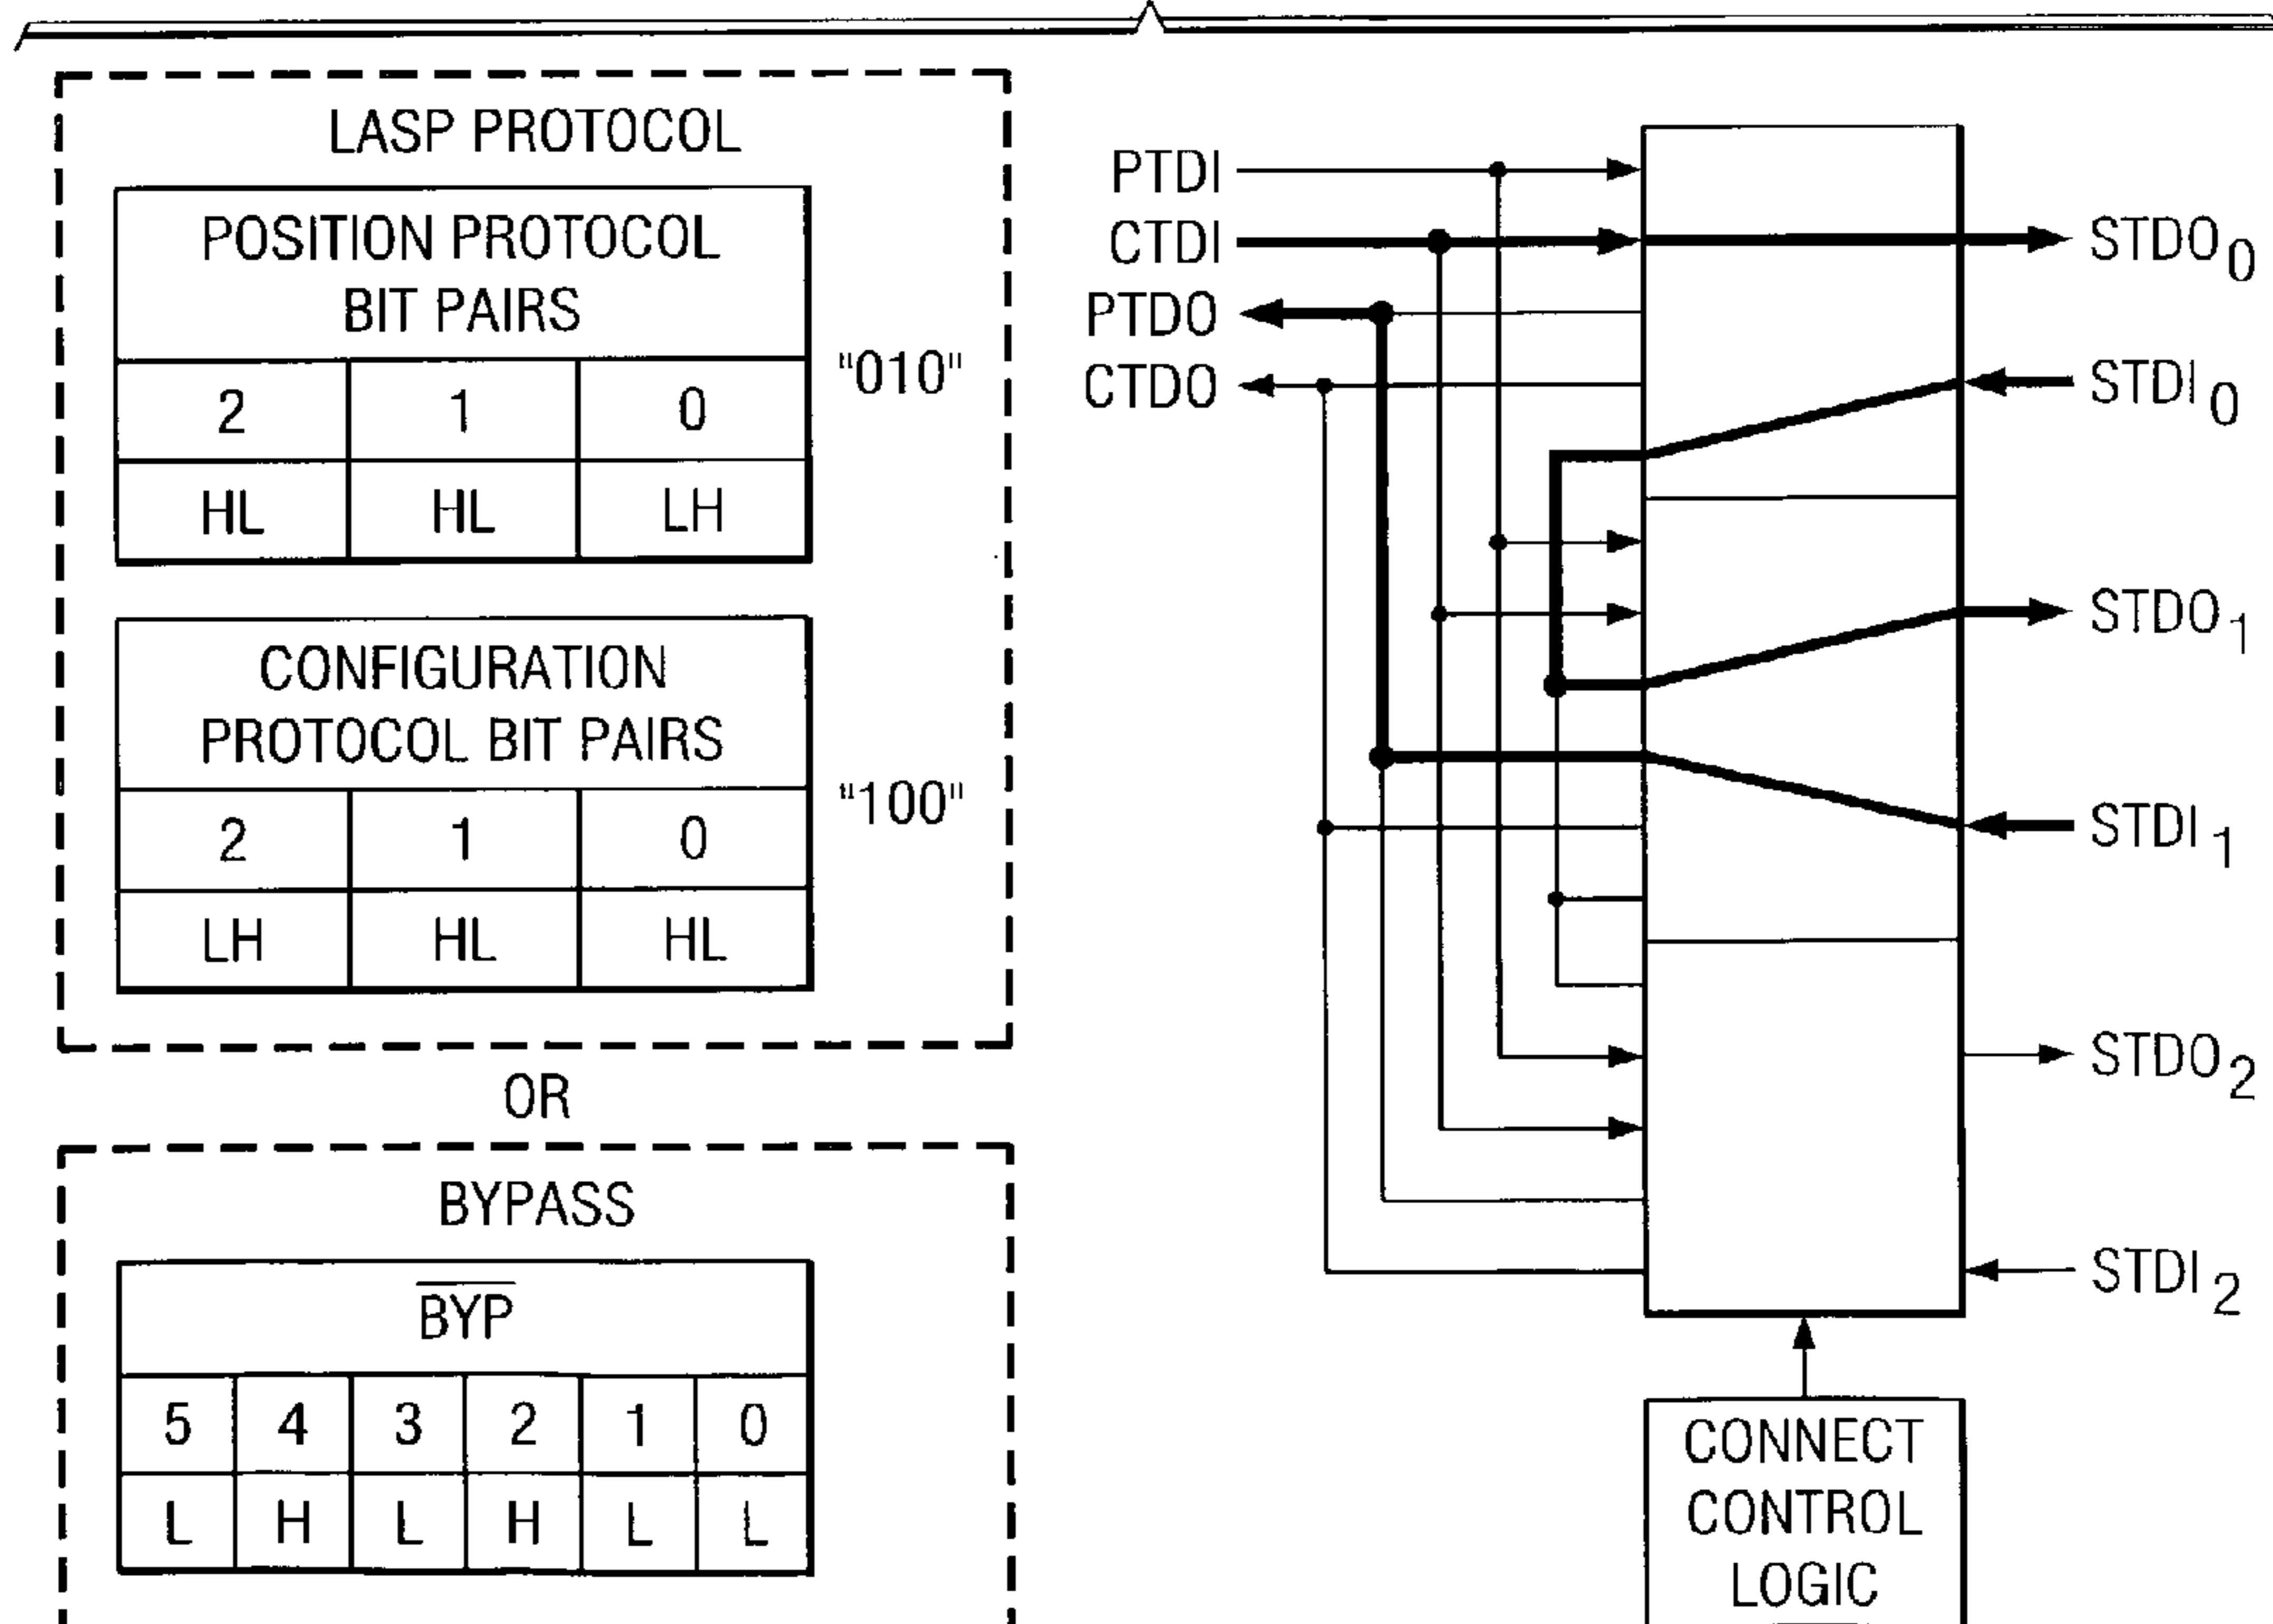 LASP PROTOCOL
POSITION PROTOCOL
BIT PAIRS
2 1 0
HL HL LH
"010"
CONFIGURATION
PROTOCOL BIT PAIRS
2 1 0
LH HL HL
"100"
OR
BYPASS
BYP
5 4 3 2 1 0
L H L H L L
PTDI
CTDI
PTDO
CTDO
STDO0
STDI0
STDO1
STDI1
STDO2
STDI2
CONNECT
CONTROL
LOGIC